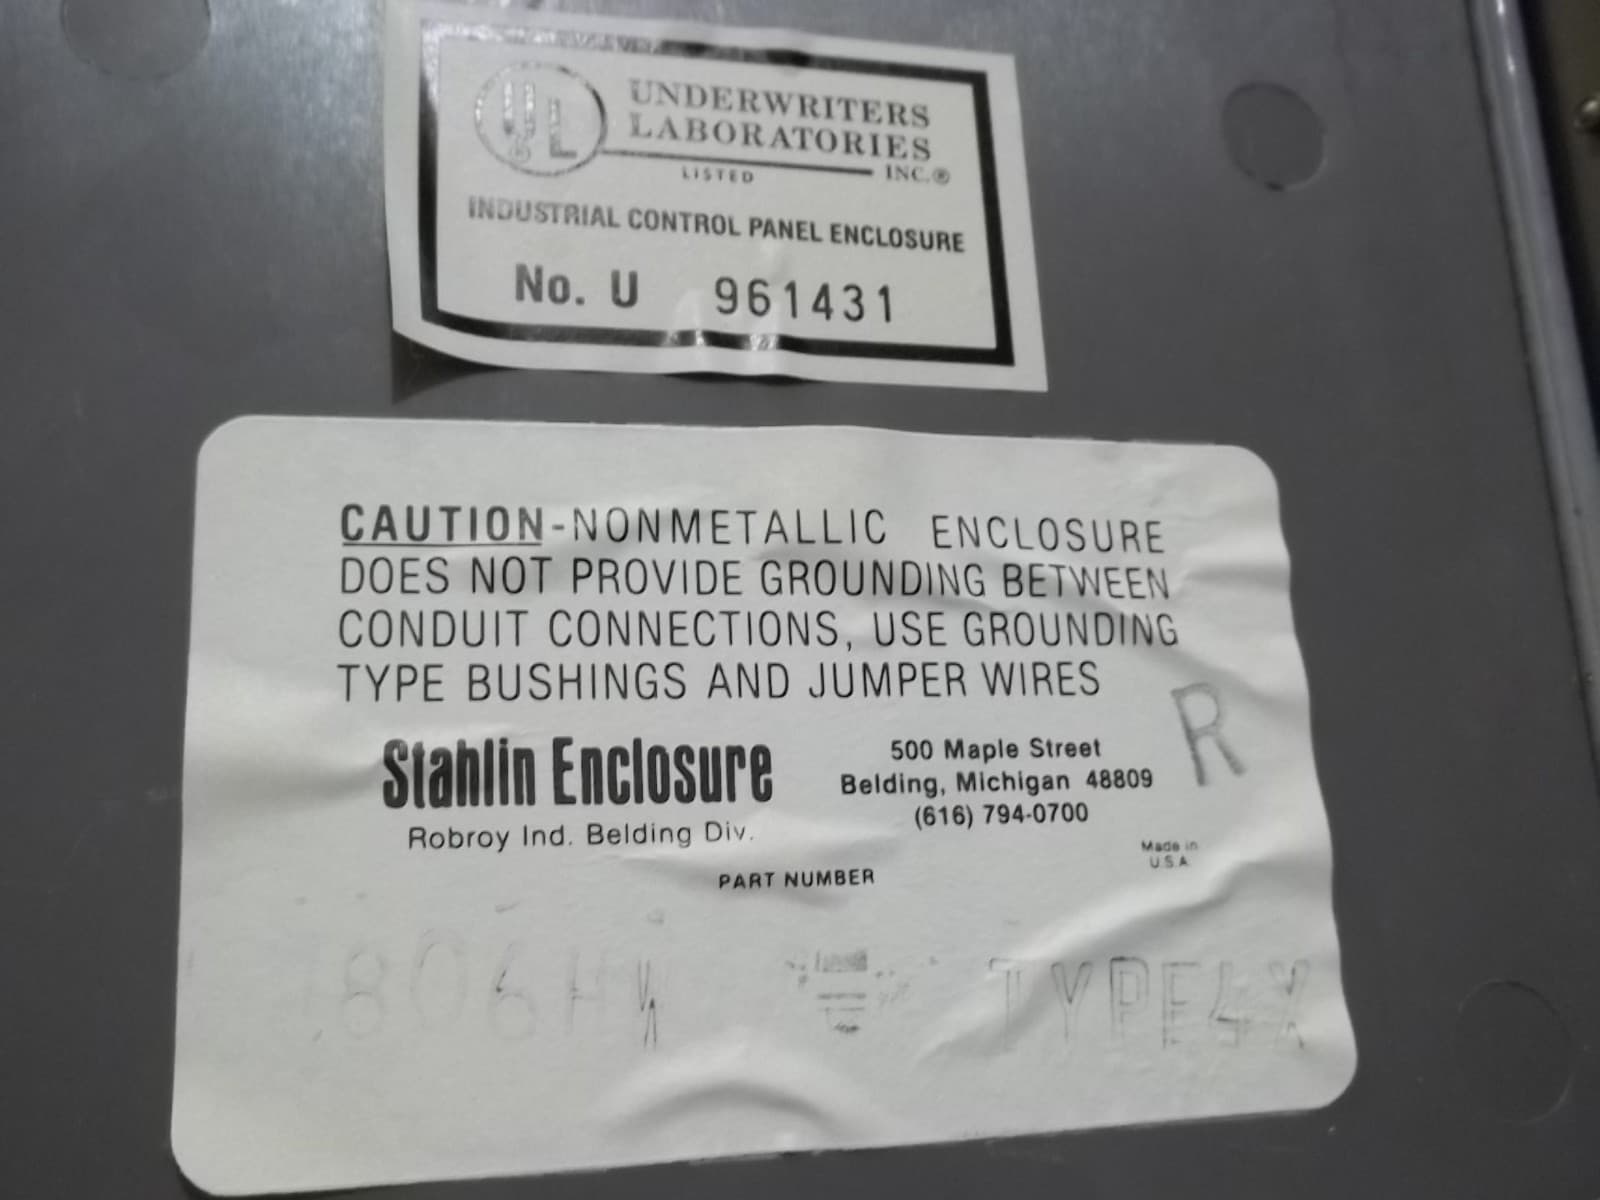 UL
UNDERWRITERS
LABORATORIES
INC.®
LISTED
INDUSTRIAL CONTROL PANEL ENCLOSURE
No. U 961431
CAUTION-NONMETALLIC ENCLOSURE
DOES NOT PROVIDE GROUNDING BETWEEN
CONDUIT CONNECTIONS, USE GROUNDING
TYPE BUSHINGS AND JUMPER WIRES
R
Stahlin Enclosure
Robroy Ind. Belding Div.
500 Maple Street
Belding, Michigan 48809
(616) 794-0700
Made in
U.S.A.
PART NUMBER
TYPE4X